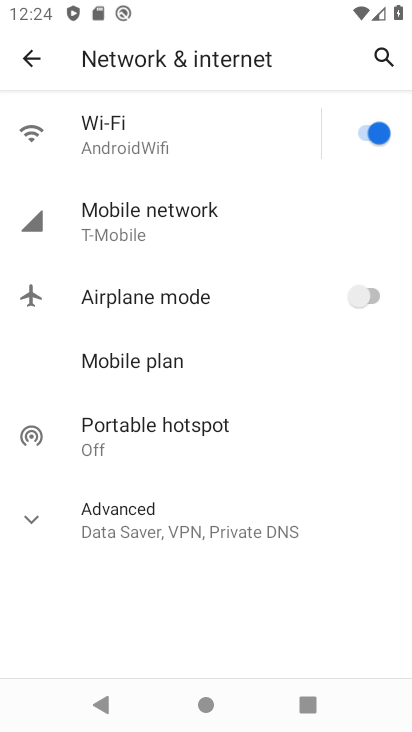 12:24
Network & internet
Wi-Fi
AndroidWifi
Mobile network
T-Mobile
Airplane mode
Mobile plan
Portable hotspot
Off
Advanced
Data Saver, VPN, Private DNS